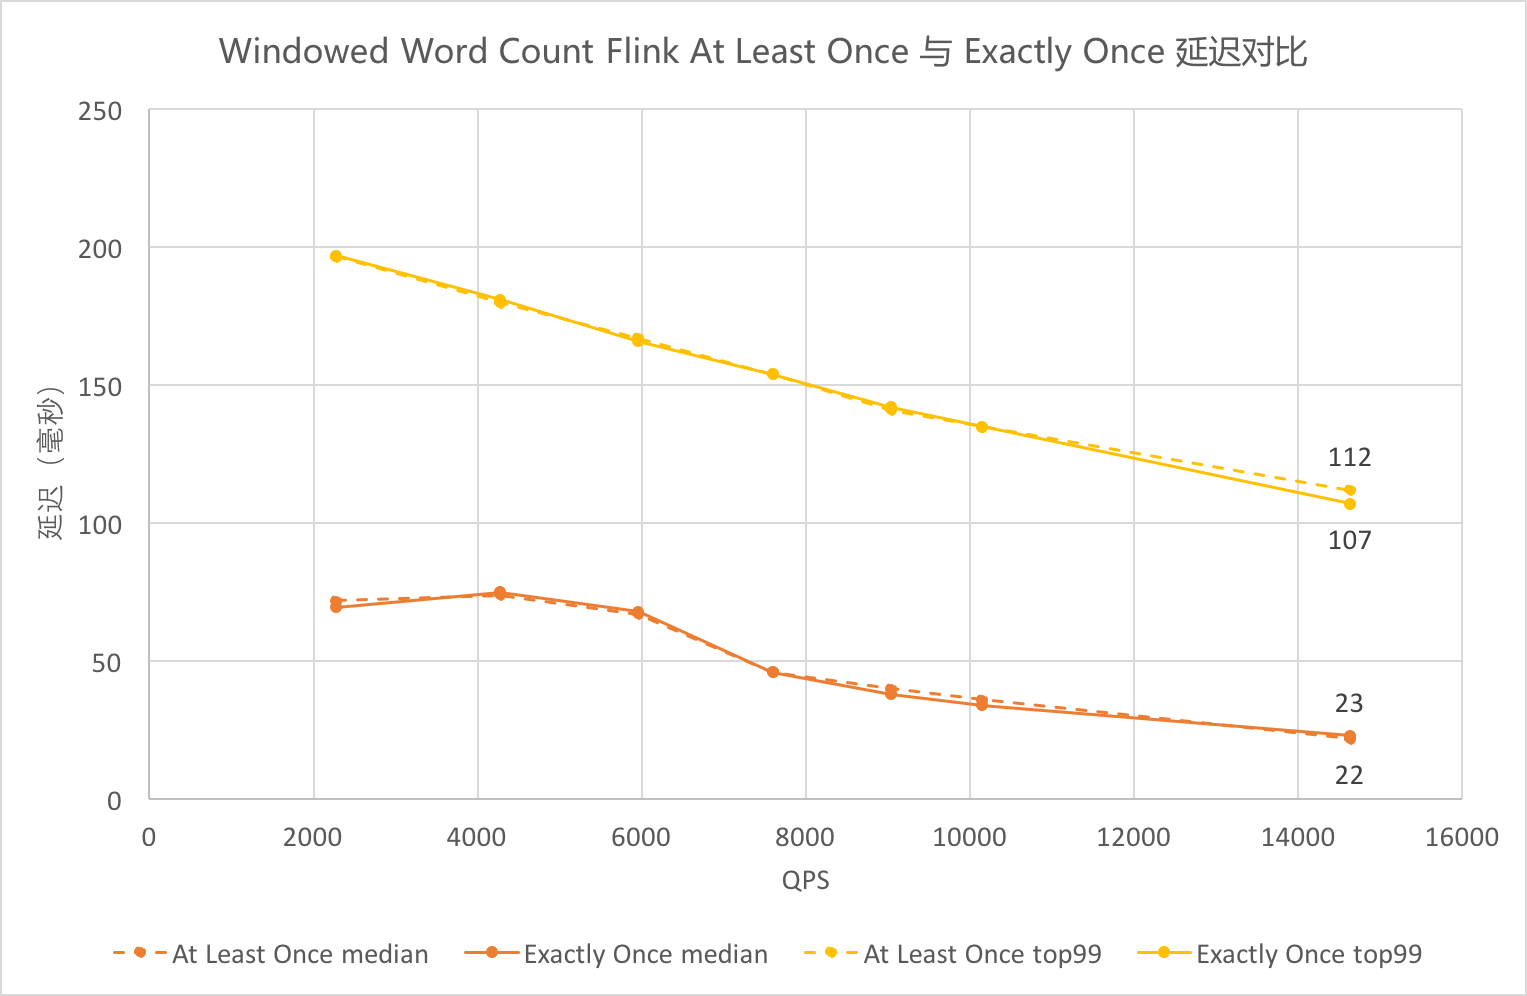 Windowed Word Count Flink At Least Once 与 Exactly Once 延迟对比
250
200
150
100
50
0
延迟（毫秒）
112
107
23
22
0 2000 4000 6000 8000 10000 12000 14000 16000
QPS
At Least Once median Exactly Once median At Least Once top99 Exactly Once top99